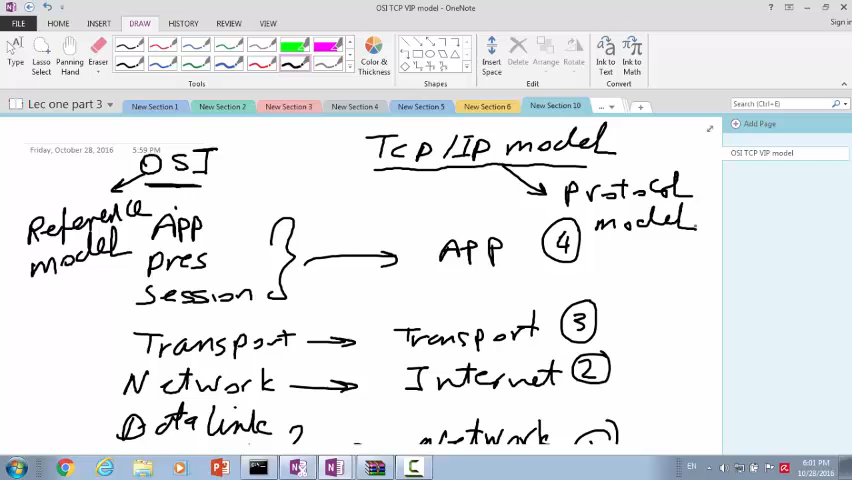 OSI TCP VIP model - OneNote
FILE HOME INSERT DRAW HISTORY REVIEW VIEW
Sign in
Type
Lasso Select
Panning Hand
Eraser
Color & Thickness
Insert Space
Delete
Arrange
Rotate
Ink to Text
Ink to Math
Tools
Shapes
Edit
Convert
Lec one part 3
New Section 1 New Section 2 New Section 3 New Section 4 New Section 5 New Section 6 New Section 10
Search (Ctrl+E)
Add Page
OSI TCP VIP model
Friday, October 28, 2016 5:59 PM
OSI
Tcp/IP model
Reference model
protocol model
App
pres
Session
APP 4
Transport
Transport 3
Network
Internet 2
Data link
network
EN
6:01 PM
10/28/2016